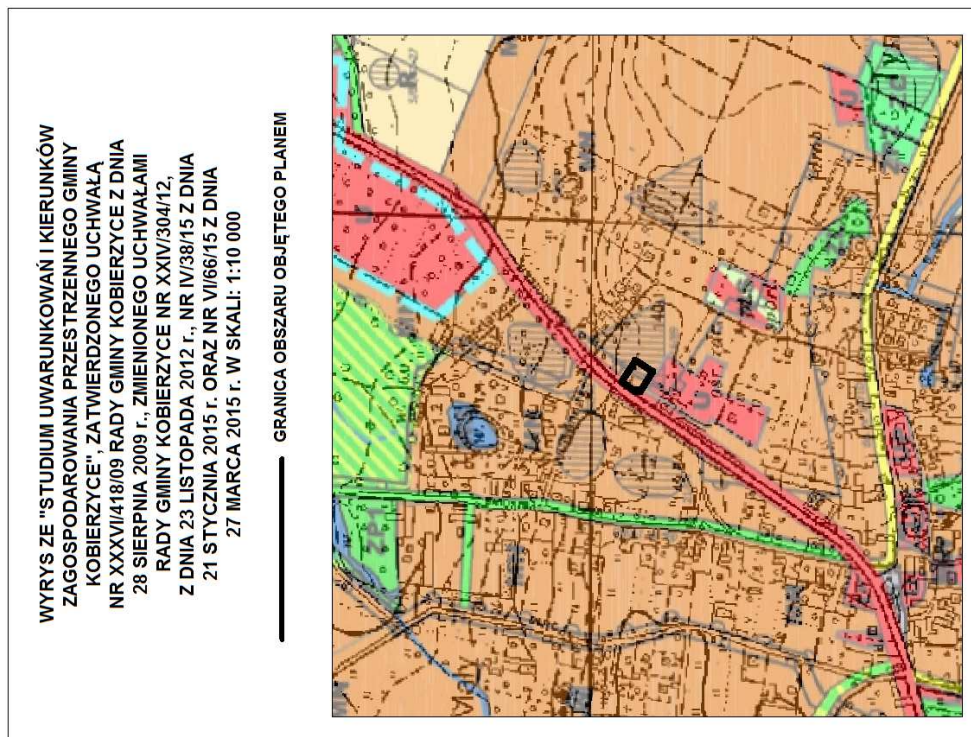 WYRYS ZE "STUDIUM UWARUNKOWAŃ I KIERUNKÓW
ZAGOSPODAROWANIA PRZESTRZENNEGO GMINY
KOBIERZYCE", ZATWIERDZONEGO UCHWAŁĄ
NR XXXVI/418/09 RADY GMINY KOBIERZYCE Z DNIA
28 SIERPNIA 2009 r., ZMIENIONEGO UCHWAŁAMI
RADY GMINY KOBIERZYCE NR XXIV/304/12,
Z DNIA 23 LISTOPADA 2012 r., NR IV/38/15 Z DNIA
21 STYCZNIA 2015 r. ORAZ NR VI/66/15 Z DNIA
27 MARCA 2015 r. W SKALI: 1:10 000
GRANICA OBSZARU OBJĘTEGO PLANEM
U
R
U
U
ZP1